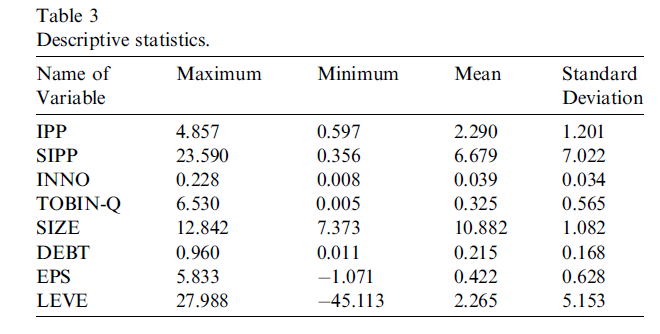 Table 3
Descriptive statistics.
Name of Variable Maximum Minimum Mean Standard Deviation
IPP 4.857 0.597 2.290 1.201
SIPP 23.590 0.356 6.679 7.022
INNO 0.228 0.008 0.039 0.034
TOBIN-Q 6.530 0.005 0.325 0.565
SIZE 12.842 7.373 10.882 1.082
DEBT 0.960 0.011 0.215 0.168
EPS 5.833 −1.071 0.422 0.628
LEVE 27.988 −45.113 2.265 5.153